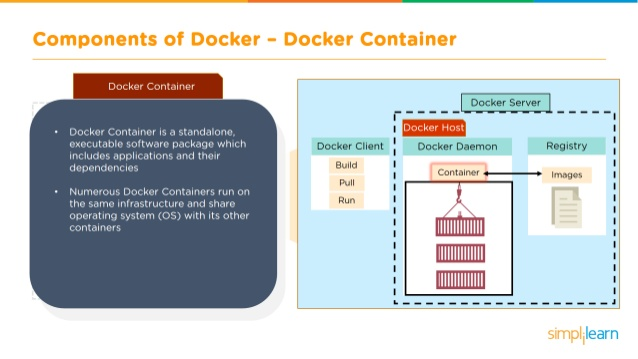 Components of Docker – Docker Container
Docker Container
• Docker Container is a standalone,
executable software package which
includes applications and their
dependencies
• Numerous Docker Containers run on
the same infrastructure and share
operating system (OS) with its other
containers
Docker Server
Docker Host
Docker Client
Docker Daemon
Registry
Build
Pull
Run
Container
Images
simplilearn